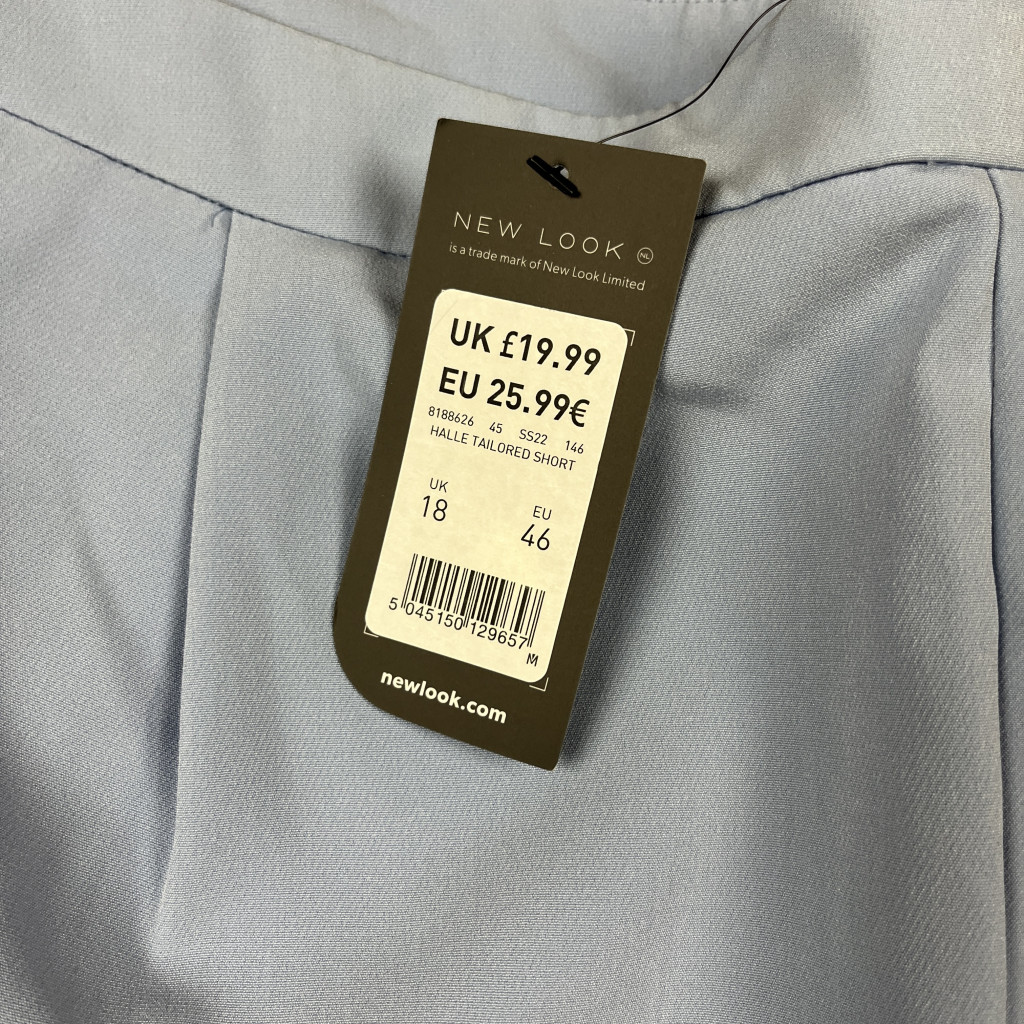 NEW LOOK NL
is a trade mark of New Look Limited
UK £19.99
EU 25.99€
8188626 45 SS22 146
HALLE TAILORED SHORT
UK EU
18 46
5 045150 129657
M
newlook.com